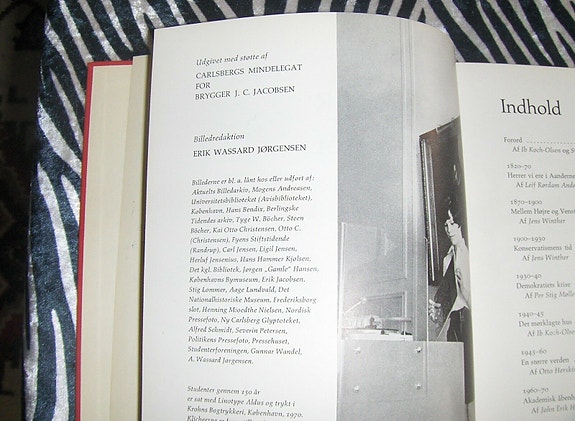 Udgivet med støtte af
CARLSBERGS MINDELEGAT
FOR
BRYGGER J. C. JACOBSEN
Billedredaktion
ERIK WASSARD JØRGENSEN
Billederne er bl. a. lånt hos eller udført af:
Aktuelts Billedarkiv, Mogens Andreasen,
Universitetsbiblioteket (Avisbiblioteket),
København, Hans Bendix, Berlingske
Tidendes arkiv, Tyge W. Böcher, Steen
Böcher, Kai Otto Christensen, Otto C.
(Christensen), Fyens Stiftstidende
(Randrup), Carl Jensen, Eigil Jensen,
Herluf Jensenius, Hans Hammer Kjølsen,
Det kgl. Bibliotek, Jørgen „Gamle" Hansen,
Københavns Bymuseum, Erik Jacobsen,
Stig Lommer, Aage Lundvald, Det
Nationalhistoriske Museum, Frederiksborg
slot, Henning Moedthe Nielsen, Nordisk
Pressefoto, Ny Carlsberg Glyptoteket,
Alfred Schmidt, Severin Petersen,
Politikens Pressefoto, Pressehuset,
Studenterforeningen, Gunnar Wandel,
A. Wassard Jørgensen.
Studenter gennem 150 år
er sat med Linotype Aldus og trykt i
Krohns Bogtrykkeri, København, 1970.
Indhold
Forord
Af Ib Koch-Olsen og
1820-70
Herrer vi ere i Aandernes
Af Leif Rørdam
1870-1900
Mellem Højre og
Af Jens Winther
1900-1930
Konservatismens tid
Af Jens Winther
1930-40
Demokratiets krise
Af Per Stig
1940-45
Det mørklagte
Af Otto
1945-60
En større verden
Af Otto
1960-70
Akademisk
Af John Erik